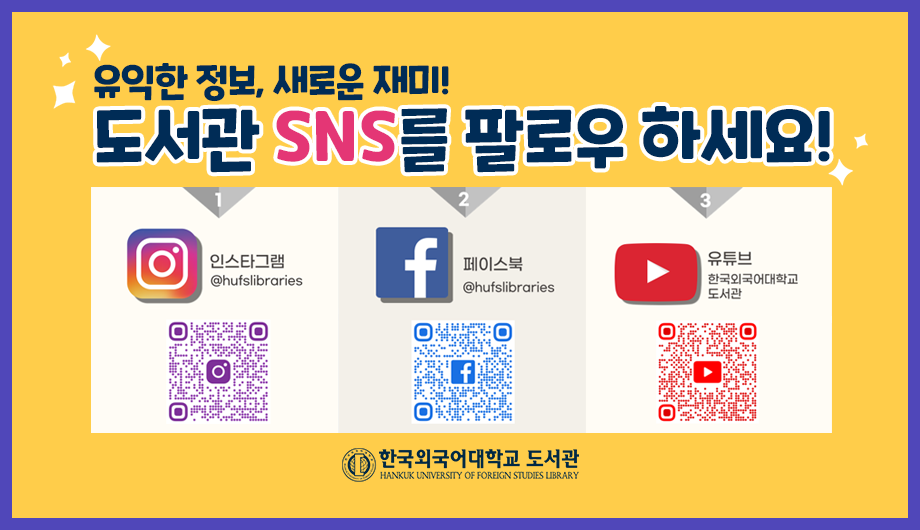 유익한 정보, 새로운 재미!
도서관 SNS를 팔로우 하세요!
1
인스타그램
@hufslibraries
2
페이스북
@hufslibraries
3
유튜브
한국외국어대학교
도서관
한국외국어대학교 도서관
HANKUK UNIVERSITY OF FOREIGN STUDIES LIBRARY